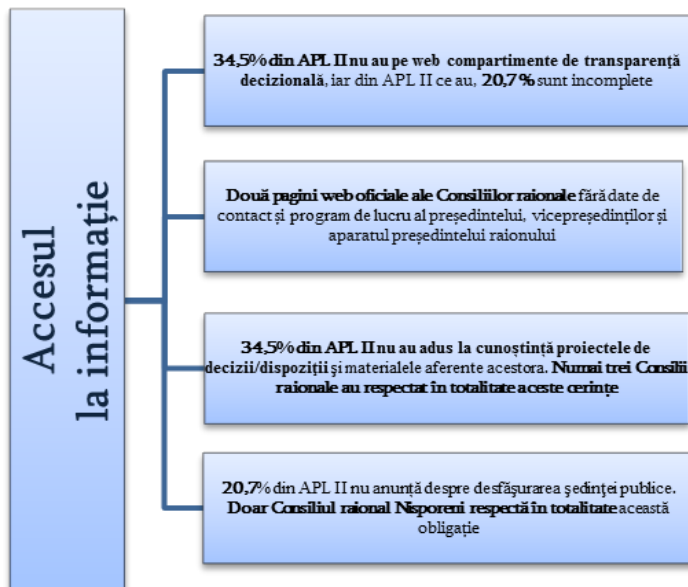 Accesul
la informație
34,5% din APL II nu au pe web compartimente de transparență
decizională, iar din APL II ce au, 20,7% sunt incomplete
Două pagini web oficiale ale Consiliilor raionale fără date de
contact și program de lucru al președintelui, vicepreședinților și
aparatul președintelui raionului
34,5% din APL II nu au adus la cunoștință proiectele de
decizii/dispoziții şi materialele aferente acestora. Numai trei Consilii
raionale au respectat în totalitate aceste cerințe
20,7% din APL II nu anunță despre desfăşurarea şedinței publice.
Doar Consiliul raional Nisporeni respectă în totalitate această
obligație